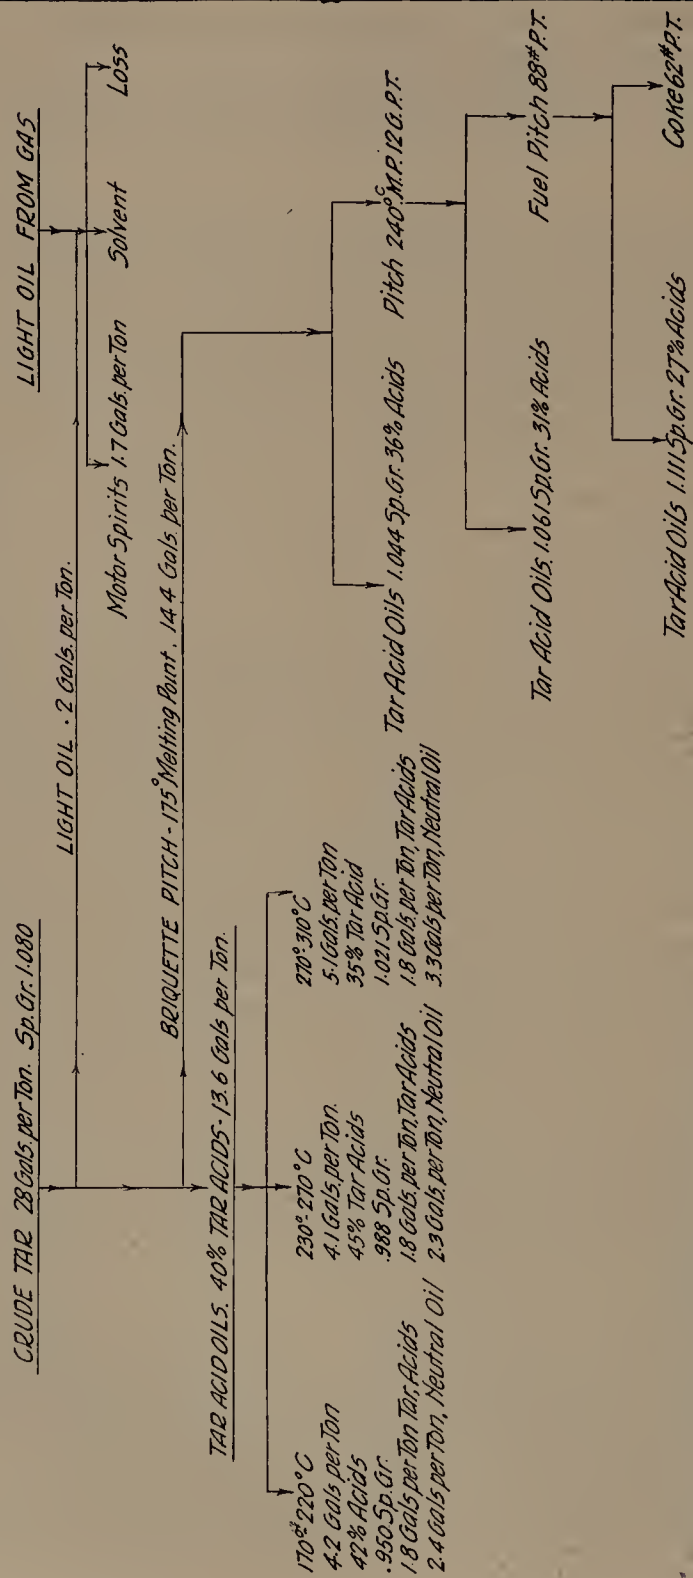 CRUDE TAR 28 Gals. per Ton. Sp. Gr. 1.080
LIGHT OIL FROM GAS
LIGHT OIL · 2 Gals. per Ton.
Motor Spirits 1.7 Gals. per Ton
Solvent
Loss
BRIQUETTE PITCH - 175° Melting Point. 14.4 Gals. per Ton.
TAR ACID OILS. 40% TAR ACIDS - 13.6 Gals per Ton.
170°-220°C
4.2 Gals per Ton
42% Acids
.950 Sp. Gr.
1.8 Gals per Ton Tar, Acids
2.4 Gals per Ton, Neutral Oil
230°-270°C
4.1 Gals, per Ton.
45% Tar Acids
.988 Sp. Gr.
1.8 Gals, per Ton, Tar Acids
2.3 Gals, per Ton, Neutral Oil
270°-310°C
5.1 Gals, per Ton
35% Tar Acid
1.021 Sp. Gr.
1.8 Gals, per Ton, Tar Acids
3.3 Gals per Ton, Neutral Oil
Tar Acid Oils 1.044 Sp. Gr. 36% Acids
Pitch 240°C M.P. 12 G.P.T.
Tar Acid Oils, 1.061 Sp. Gr. 31% Acids
Fuel Pitch 88# P.T.
Tar Acid Oils 1.111 Sp. Gr. 27% Acids
Coke 62# P.T.